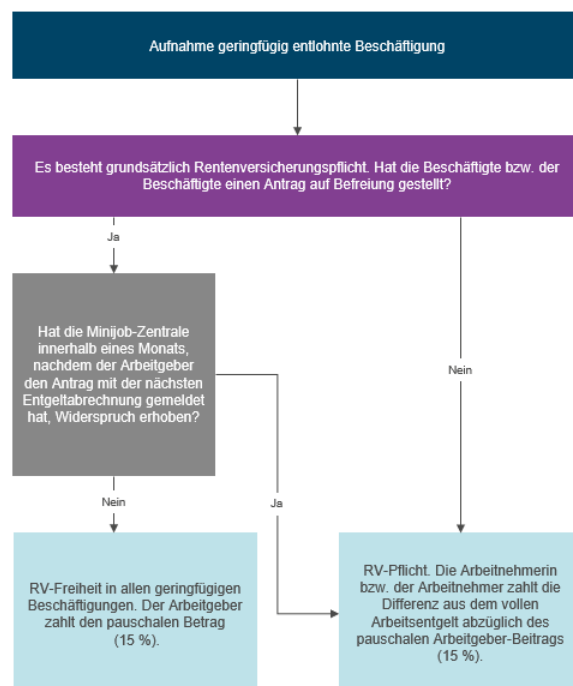 Aufnahme geringfügig entlohnte Beschäftigung
Es besteht grundsätzlich Rentenversicherungspflicht. Hat die Beschäftigte bzw. der
Beschäftigte einen Antrag auf Befreiung gestellt?
Ja
Hat die Minijob-Zentrale
innerhalb eines Monats,
nachdem der Arbeitgeber
den Antrag mit der nächsten
Entgeltabrechnung gemeldet
hat, Widerspruch erhoben?
Nein
Nein
Ja
RV-Freiheit in allen geringfügigen
Beschäftigungen. Der Arbeitgeber
zahlt den pauschalen Betrag
(15 %).
RV-Pflicht. Die Arbeitnehmerin
bzw. der Arbeitnehmer zahlt die
Differenz aus dem vollen
Arbeitsentgelt abzüglich des
pauschalen Arbeitgeber-Beitrags
(15 %).